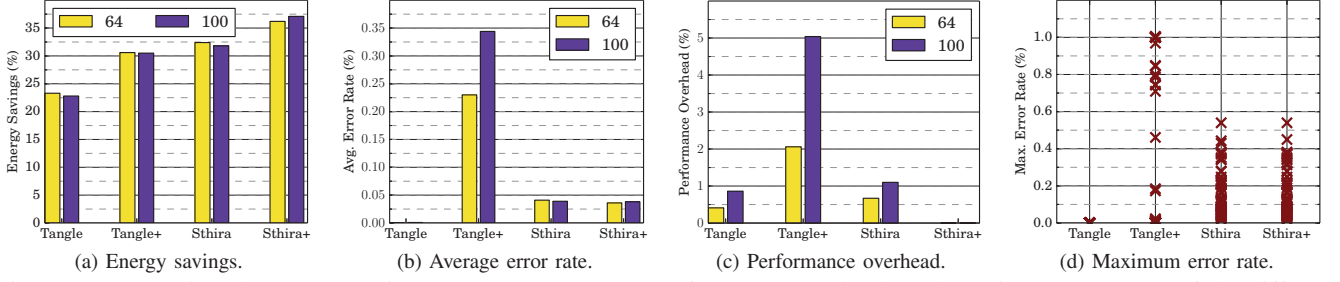 64 100
Energy Savings (%)
35
30
25
20
15
10
5
0
Tangle Tangle+ Sthira Sthira+
(a) Energy savings.
64
100
Avg. Error Rate (%)
0.35
0.30
0.25
0.20
0.15
0.10
0.05
0.00
Tangle Tangle+ Sthira Sthira+
(b) Average error rate.
64
100
Performance Overhead (%)
5
4
3
2
1
0
Tangle Tangle+ Sthira Sthira+
(c) Performance overhead.
Max. Error Rate (%)
1.0
0.8
0.6
0.4
0.2
0.0
Tangle Tangle+ Sthira Sthira+
(d) Maximum error rate.